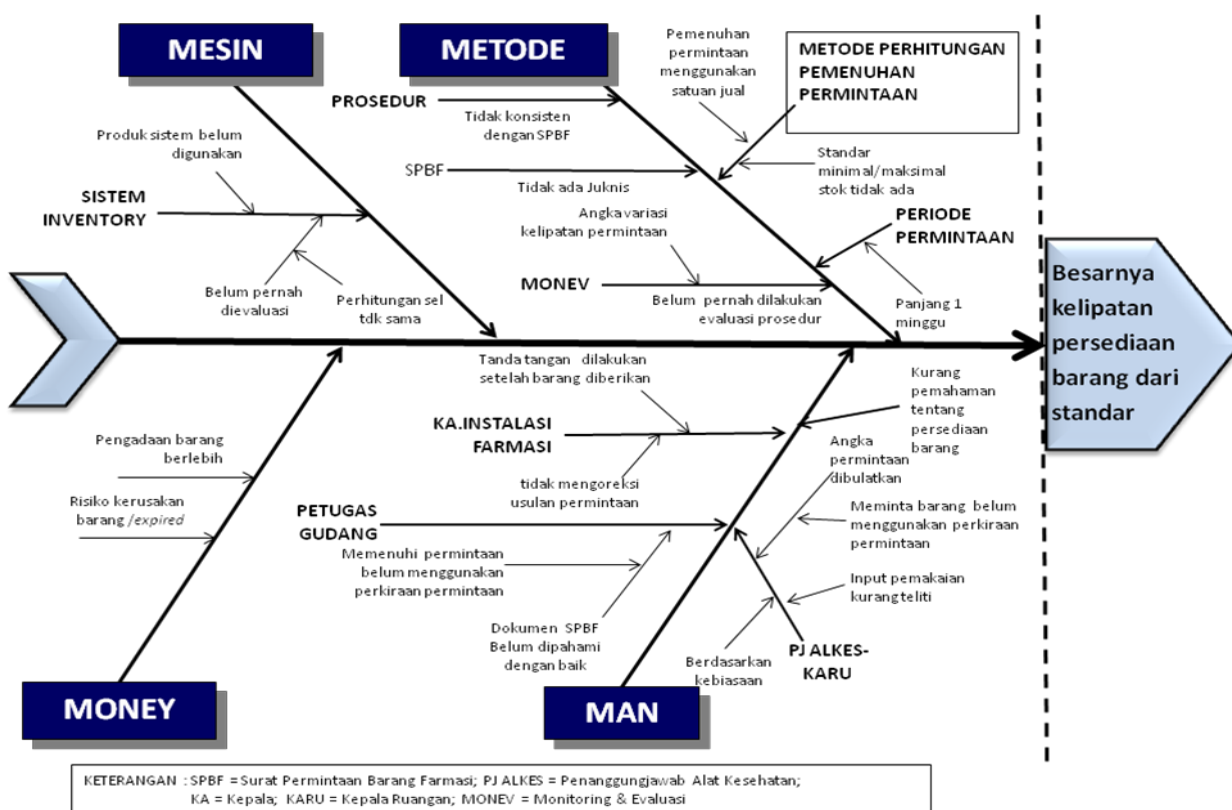 MESIN
METODE
Pemenuhan
permintaan
menggunakan
satuan jual
METODE PERHITUNGAN
PEMENUHAN
PERMINTAAN
PROSEDUR
Tidak konsisten
dengan SPBF
Produk sistem belum
digunakan
SPBF
Standar
minimal/maksimal
stok tidak ada
Tidak ada Juknis
SISTEM
INVENTORY
Angka variasi
kelipatan permintaan
PERIODE
PERMINTAAN
MONEV
Belum pernah
dievaluasi
Perhitungan sel
tdk sama
Belum pernah dilakukan
evaluasi prosedur
Panjang 1
minggu
Besarnya
kelipatan
persediaan
barang dari
standar
Tanda tangan dilakukan
setelah barang diberikan
Kurang
pemahaman
tentang
persediaan
barang
KA.INSTALASI
FARMASI
Pengadaan barang
berlebih
Angka
permintaan
dibulatkan
tidak mengoreksi
usulan permintaan
Risiko kerusakan
barang /expired
PETUGAS
GUDANG
Meminta barang belum
menggunakan perkiraan
permintaan
Memenuhi permintaan
belum menggunakan
perkiraan permintaan
Input pemakaian
kurang teliti
Dokumen SPBF
Belum dipahami
dengan baik
Berdasarkan
kebiasaan
PJ ALKES-
KARU
MONEY
MAN
KETERANGAN : SPBF = Surat Permintaan Barang Farmasi; PJ ALKES = Penanggungjawab Alat Kesehatan;
KA = Kepala; KARU = Kepala Ruangan; MONEV = Monitoring & Evaluasi